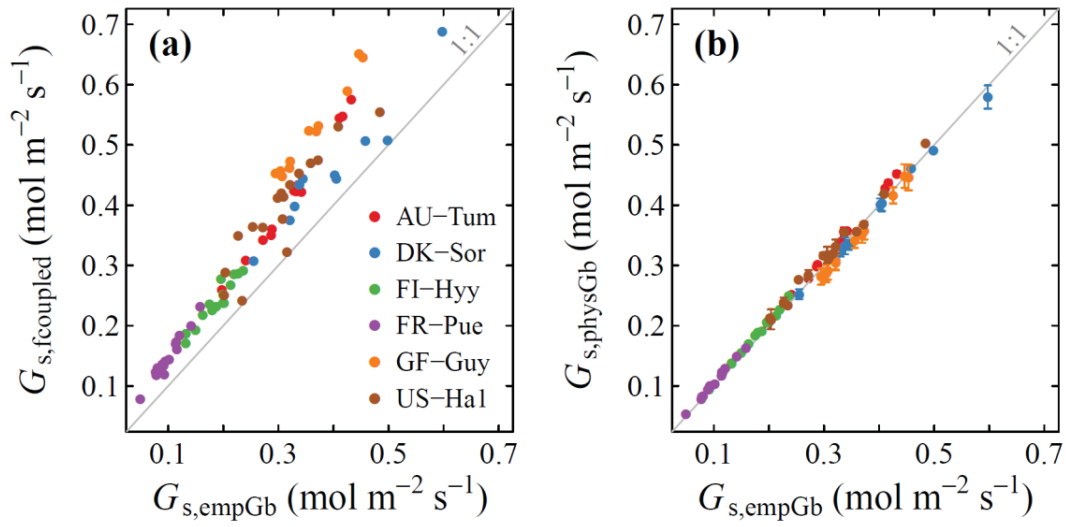 (a)
1:1
0.7
0.6
0.5
0.4
0.3
0.2
0.1
G_s,fcoupled (mol m−2 s−1)
AU−Tum
DK−Sor
FI−Hyy
FR−Pue
GF−Guy
US−Ha1
0.1 0.3 0.5 0.7
G_s,empGb (mol m−2 s−1)
(b)
1:1
0.7
0.6
0.5
0.4
0.3
0.2
0.1
G_s,physGb (mol m−2 s−1)
0.1 0.3 0.5 0.7
G_s,empGb (mol m−2 s−1)